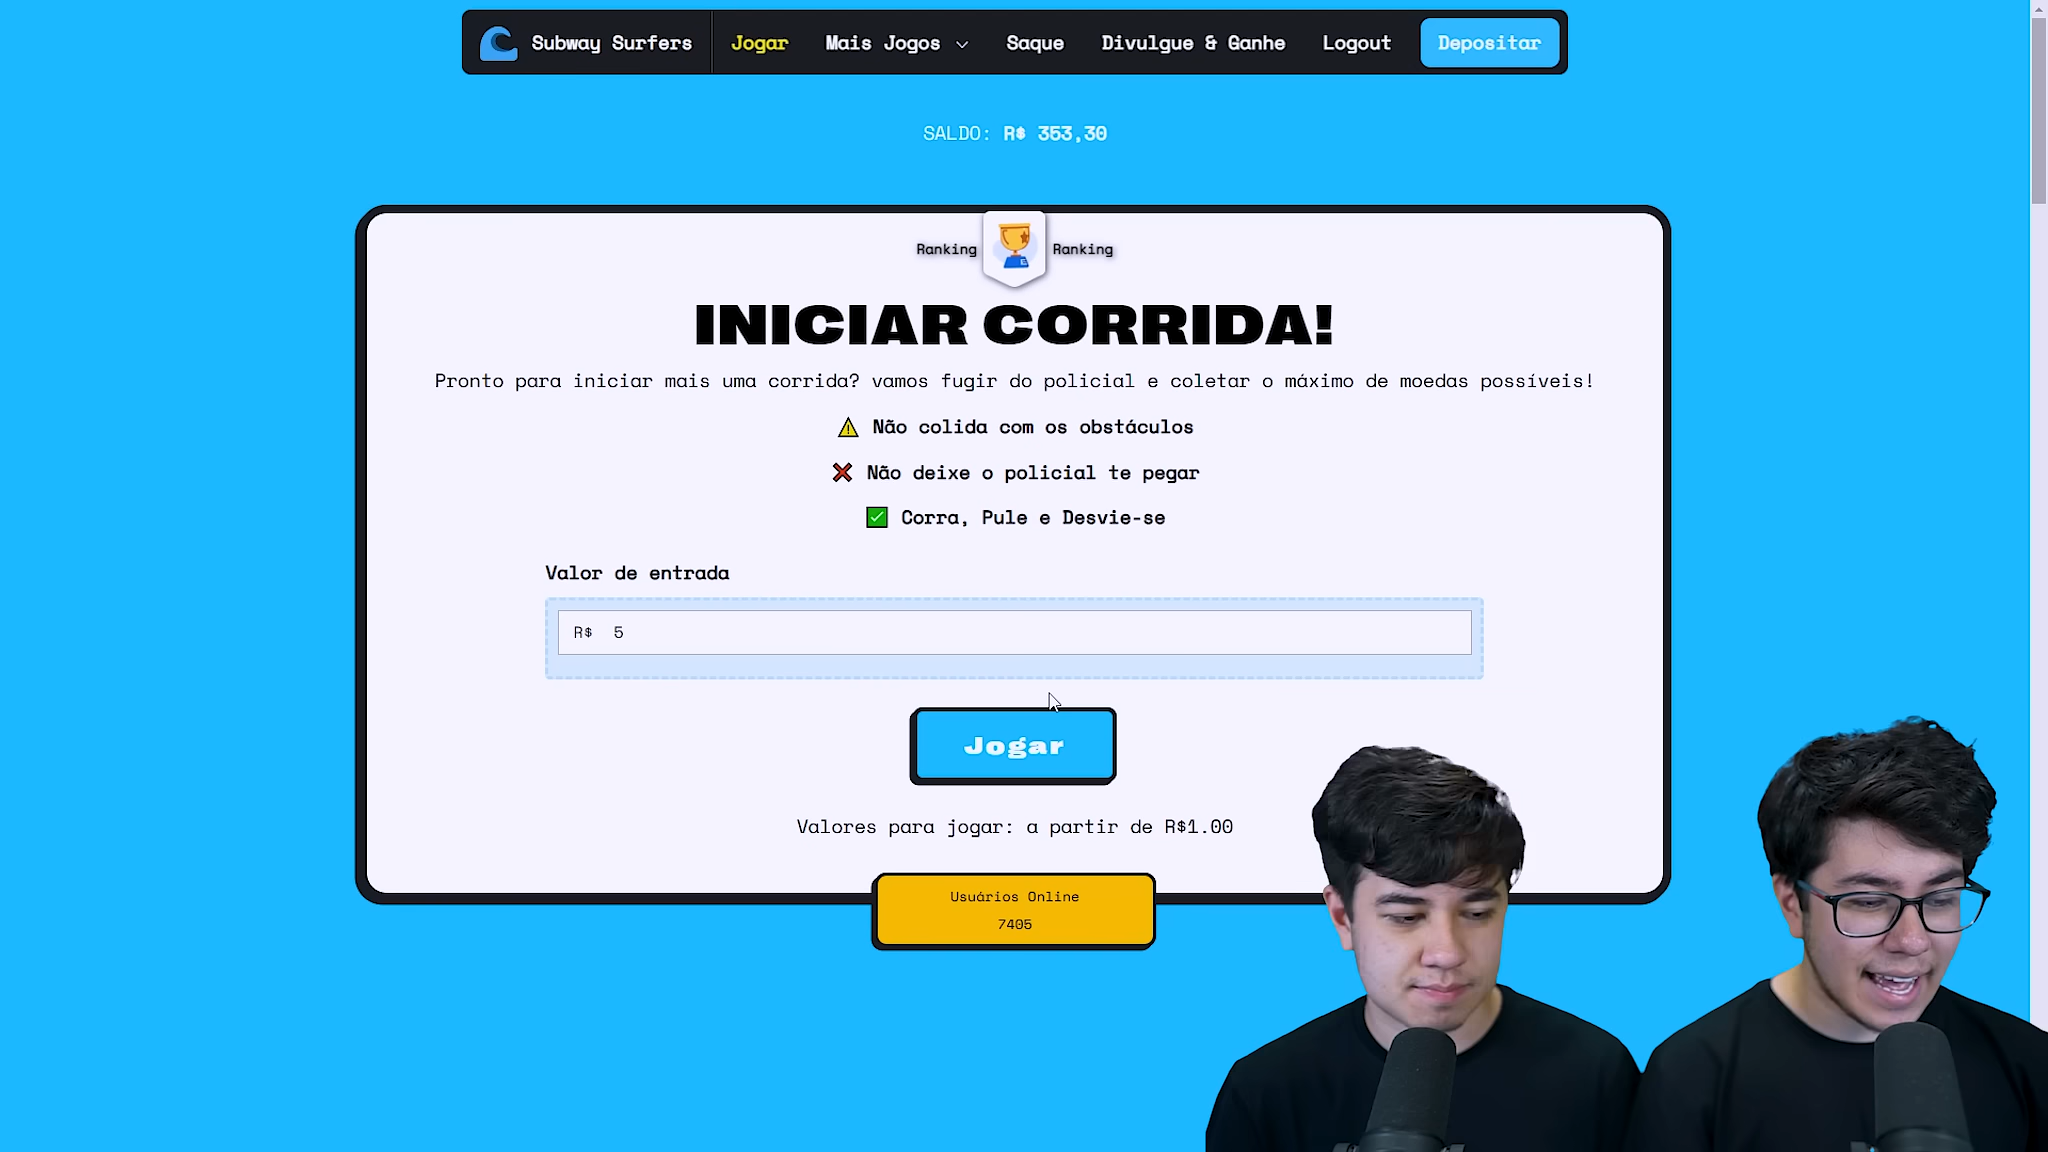 Subway Surfers
Jogar
Mais Jogos
Saque
Divulgue & Ganhe
Logout
Depositar
SALDO: R$ 353,30
Ranking
Ranking
INICIAR CORRIDA!
Pronto para iniciar mais uma corrida? vamos fugir do policial e coletar o máximo de moedas possíveis!
Não colida com os obstáculos
Não deixe o policial te pegar
Corra, Pule e Desvie-se
Valor de entrada
R$ 5
Jogar
Valores para jogar: a partir de R$1.00
Usuários Online
7405